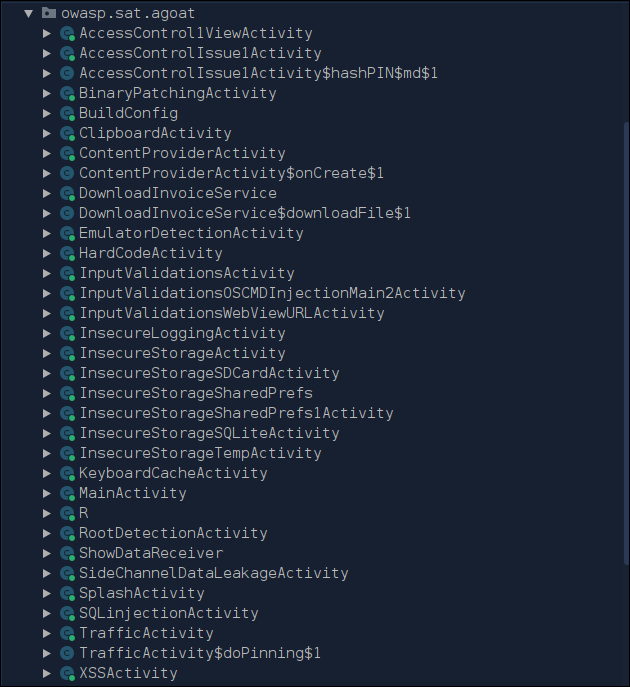 owasp.sat.agoat
AccessControl1ViewActivity
AccessControlIssue1Activity
AccessControlIssue1Activity$hashPIN$md$1
BinaryPatchingActivity
BuildConfig
ClipboardActivity
ContentProviderActivity
ContentProviderActivity$onCreate$1
DownloadInvoiceService
DownloadInvoiceService$downloadFile$1
EmulatorDetectionActivity
HardCodeActivity
InputValidationsActivity
InputValidationsOSCMDInjectionMain2Activity
InputValidationsWebViewURLActivity
InsecureLoggingActivity
InsecureStorageActivity
InsecureStorageSDCardActivity
InsecureStorageSharedPrefs
InsecureStorageSharedPrefs1Activity
InsecureStorageSQLiteActivity
InsecureStorageTempActivity
KeyboardCacheActivity
MainActivity
R
RootDetectionActivity
ShowDataReceiver
SideChannelDataLeakageActivity
SplashActivity
SQLinjectionActivity
TrafficActivity
TrafficActivity$doPinning$1
XSSActivity